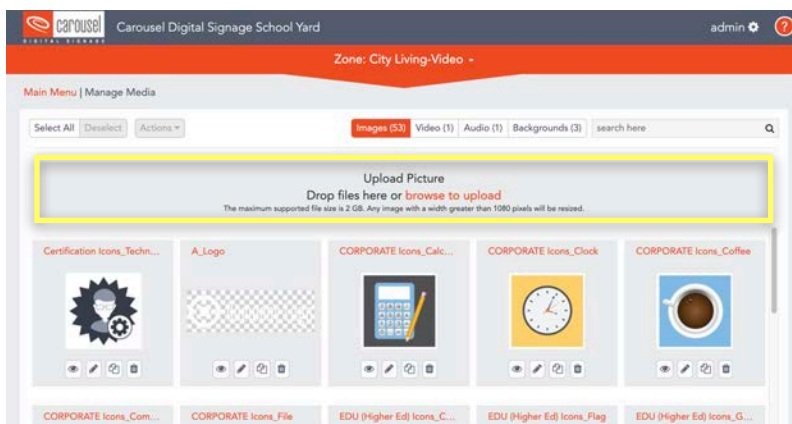 carousel
DIGITAL SIGNAGE
Carousel Digital Signage School Yard
admin
?
Zone: City Living-Video
Main Menu | Manage Media
Select All Deselect Actions
Images (53) Video (1) Audio (1) Backgrounds (3) search here
Upload Picture
Drop files here or browse to upload
The maximum supported file size is 2 GB. Any image with a width greater than 1080 pixels will be resized.
Certification Icons_Techn... A_Logo CORPORATE Icons_Calc... CORPORATE Icons_Clock CORPORATE Icons_Coffee
CORPORATE Icons_Com... CORPORATE Icons_File EDU (Higher Ed) Icons_C... EDU (Higher Ed) Icons_Flag EDU (Higher Ed) Icons_G...